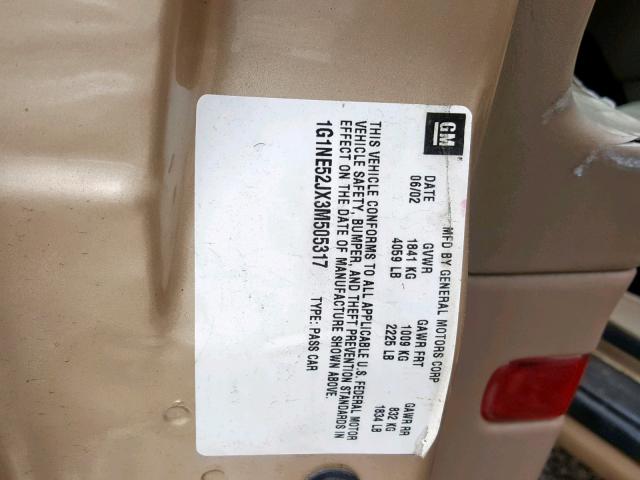 GM
MFD BY GENERAL MOTORS CORP
DATE GVWR GAWR FRT GAWR RR
06/02 1841 KG 1009 KG 832 KG
4059 LB 2226 LB 1834 LB
THIS VEHICLE CONFORMS TO ALL APPLICABLE U.S. FEDERAL MOTOR
VEHICLE SAFETY, BUMPER, AND THEFT PREVENTION STANDARDS IN
EFFECT ON THE DATE OF MANUFACTURE SHOWN ABOVE.
1G1NE52JX3M505317 TYPE: PASS CAR